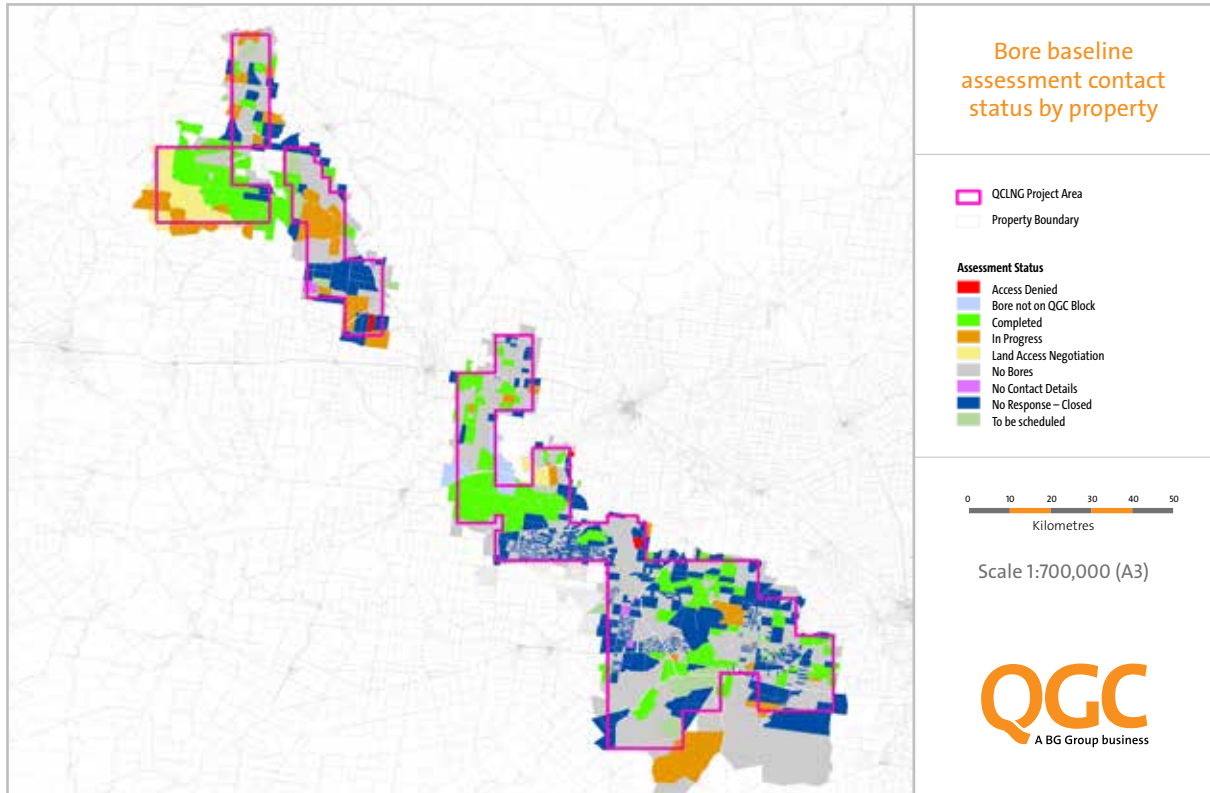 Bore baseline
assessment contact
status by property
QCLNG Project Area
Property Boundary
Assessment Status
Access Denied
Bore not on QGC Block
Completed
In Progress
Land Access Negotiation
No Bores
No Contact Details
No Response – Closed
To be scheduled
0 10 20 30 40 50
Kilometres
Scale 1:700,000 (A3)
QGC
A BG Group business